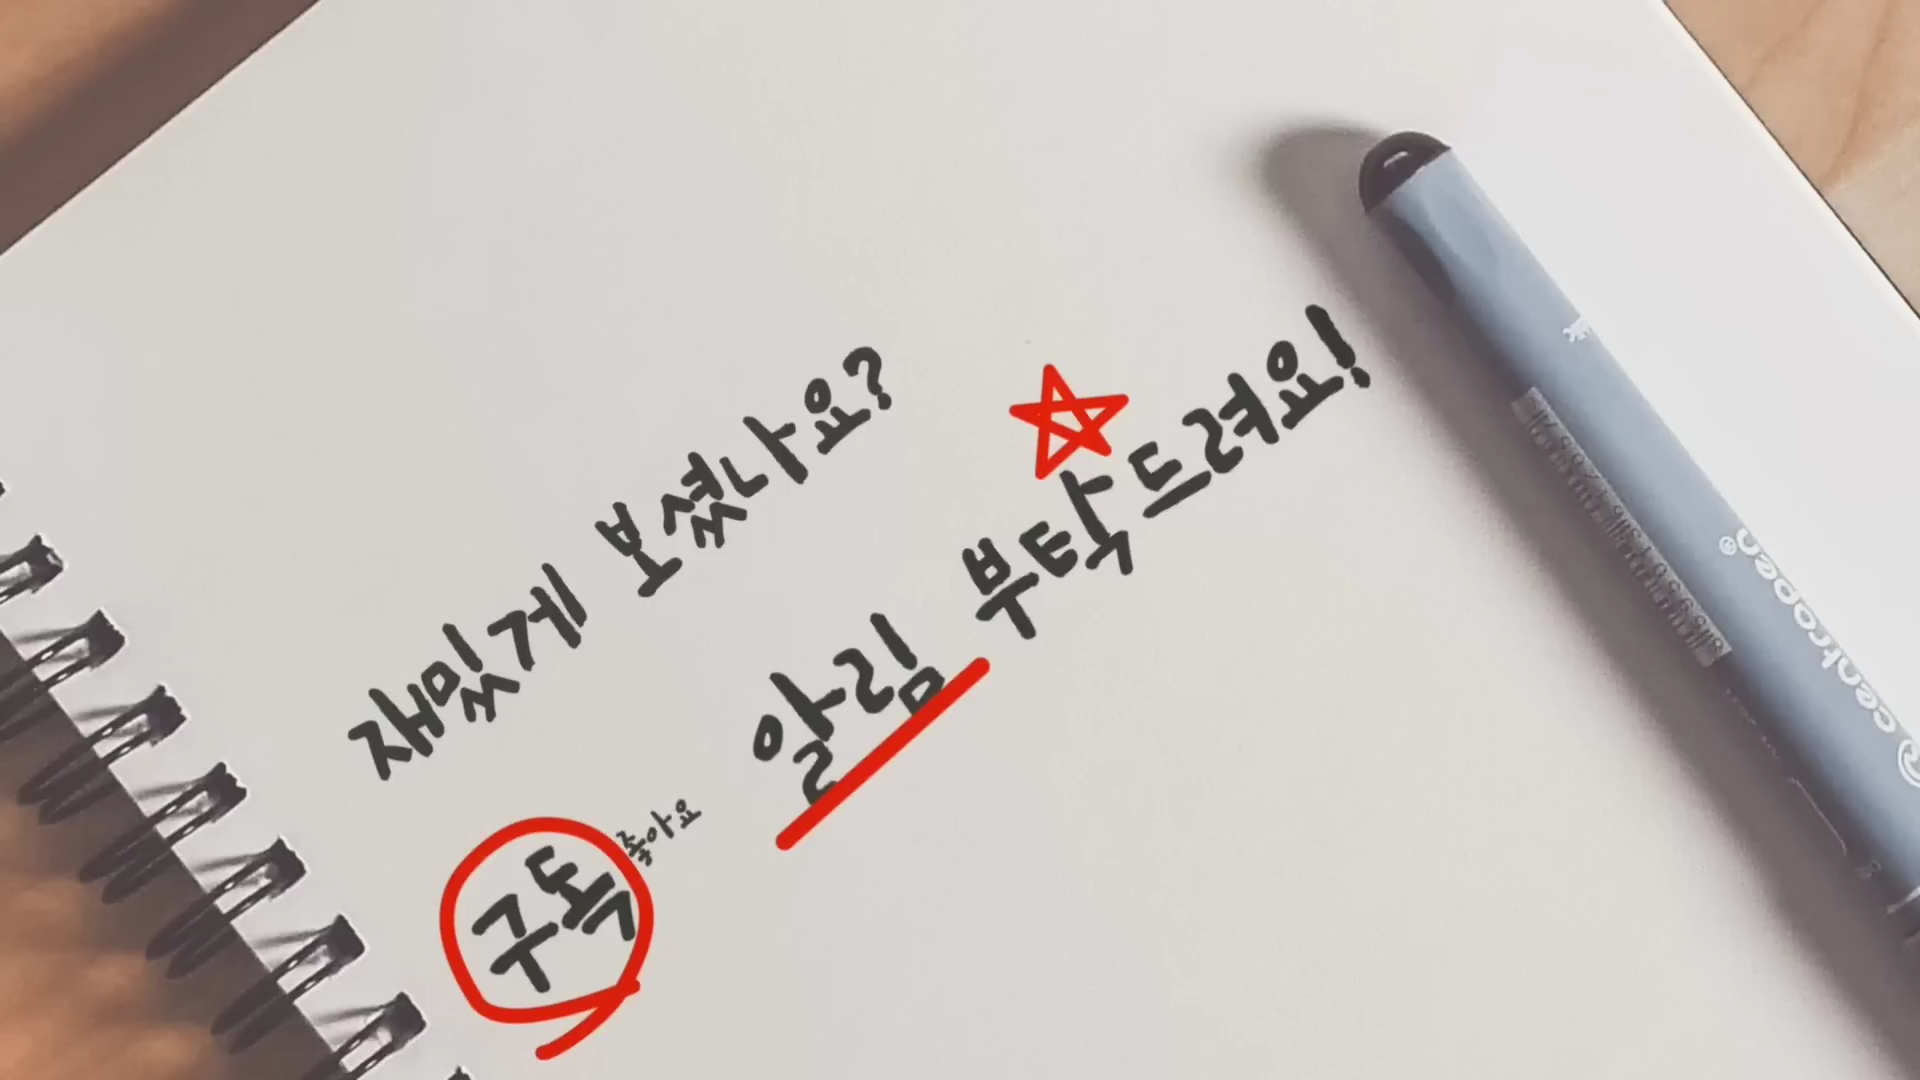 재밌게 보셨나요?
구독 좋아요 알림 부탁드려요!
centropen